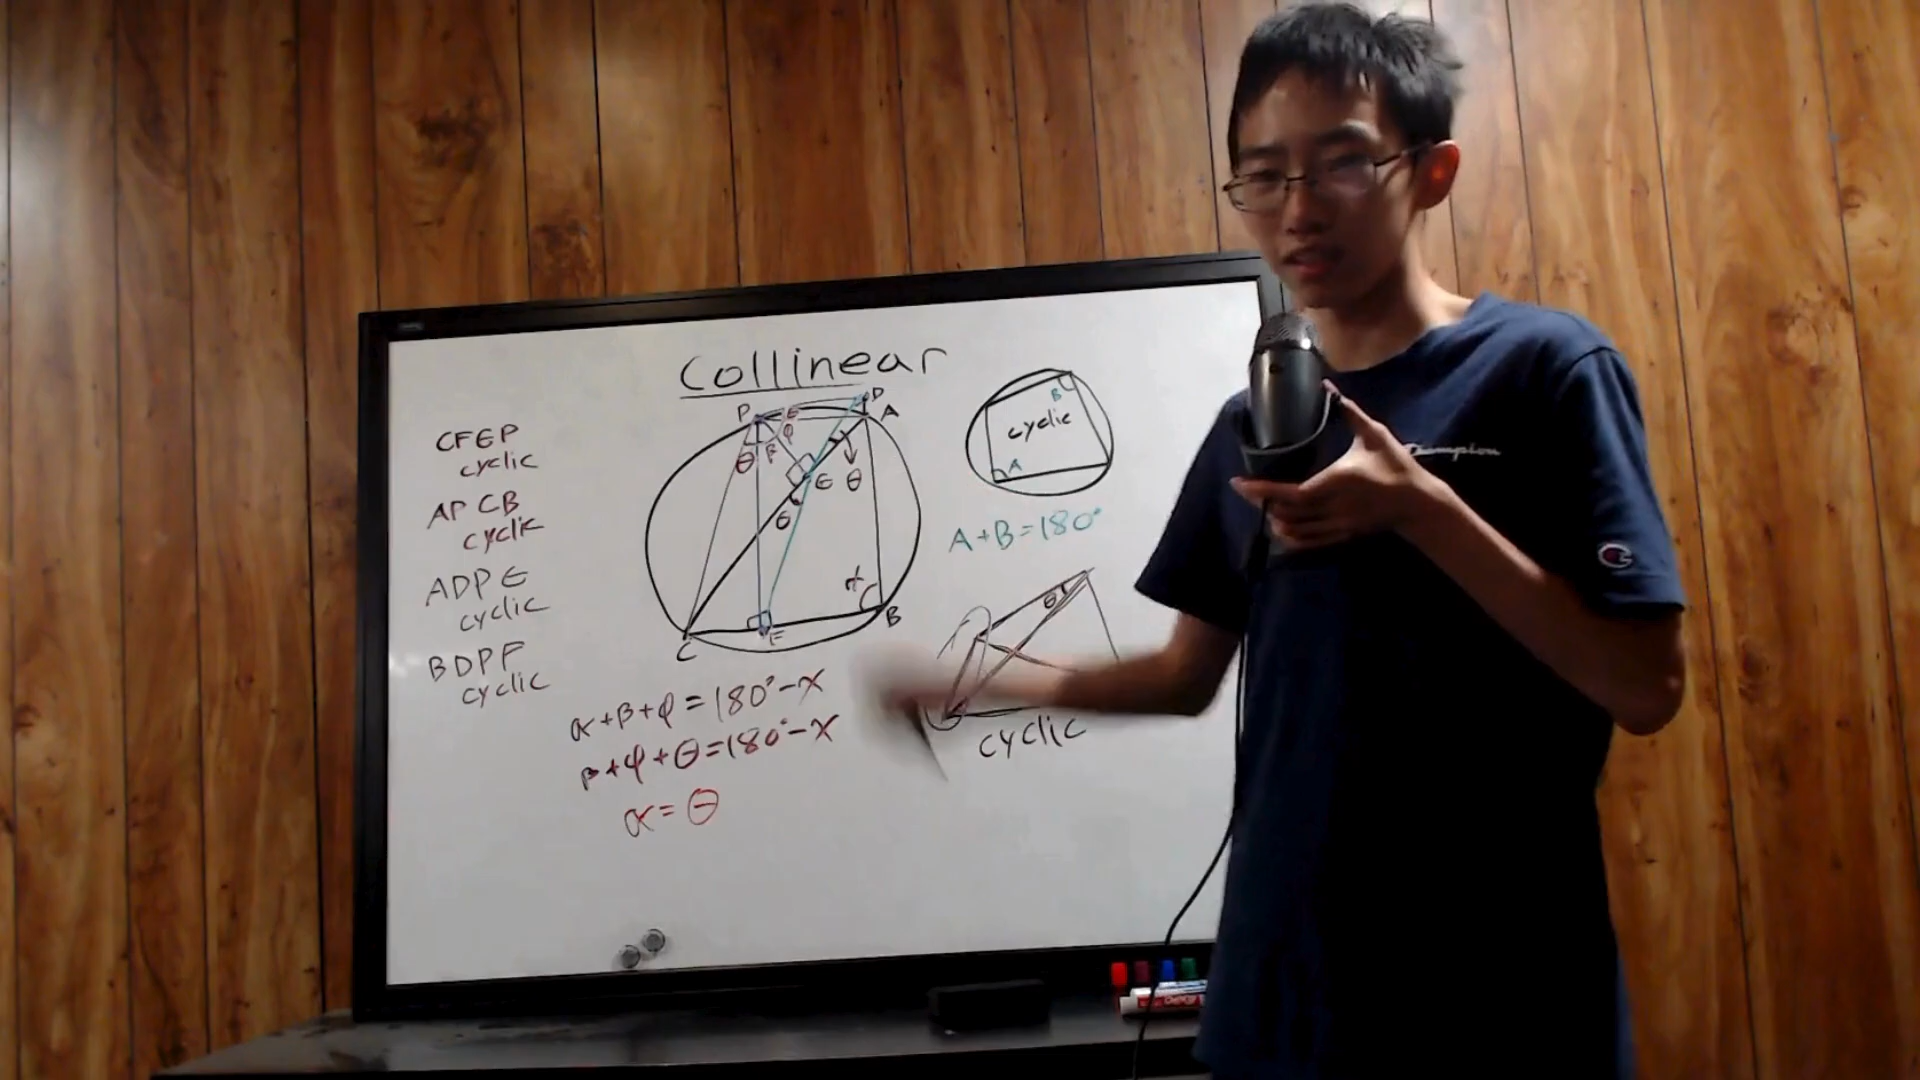 Collinear
CFEP
cyclic
APCB
cyclic
ADPE
cyclic
BDPF
cyclic
P
D
A
θ
β
φ
E
θ
θ
x
C
F
B
α+β+φ=180°-x
β+φ+θ=180°-x
α=θ
B
cyclic
A
A+B=180°
θ
cyclic
Champion